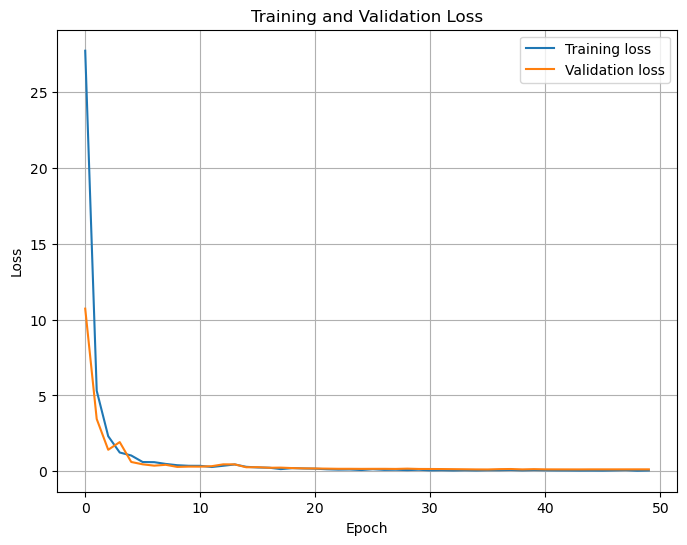 Training and Validation Loss
Training loss
Validation loss
25
20
15
10
5
0
Loss
0 10 20 30 40 50
Epoch